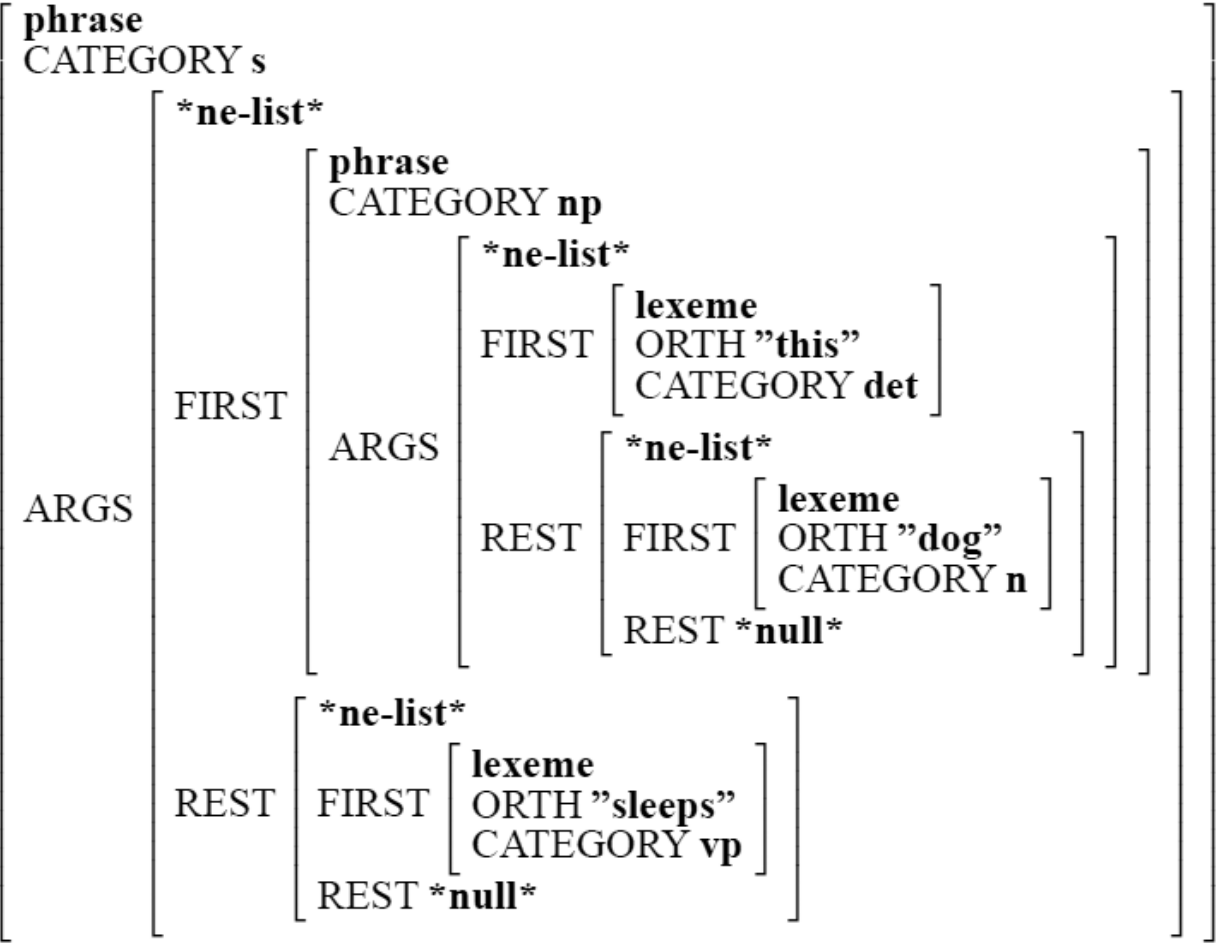 phrase
CATEGORY s
*ne-list*
phrase
CATEGORY np
*ne-list*
lexeme
FIRST ORTH ”this”
CATEGORY det
FIRST
ARGS
*ne-list*
lexeme
ARGS
REST FIRST ORTH ”dog”
CATEGORY n
REST *null*
*ne-list*
lexeme
REST FIRST ORTH ”sleeps”
CATEGORY vp
REST *null*